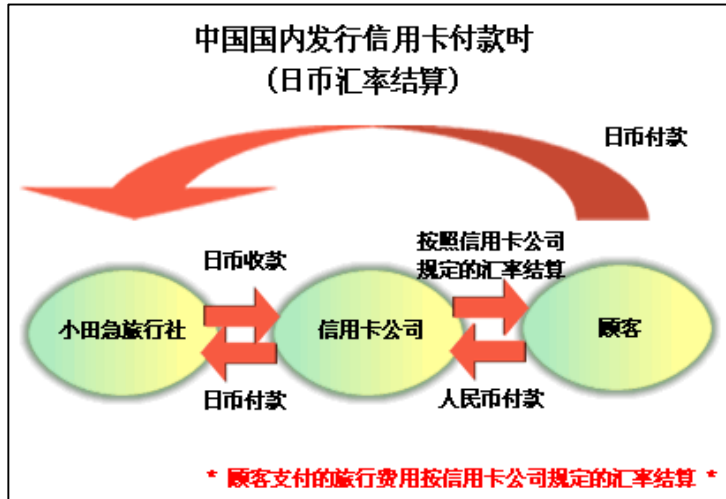 中国国内发行信用卡付款时
（日币汇率结算）
日币付款
按照信用卡公司
规定的汇率结算
日币收款
小田急旅行社
信用卡公司
顾客
日币付款
人民币付款
* 顾客支付的旅行费用按信用卡公司规定的汇率结算 *